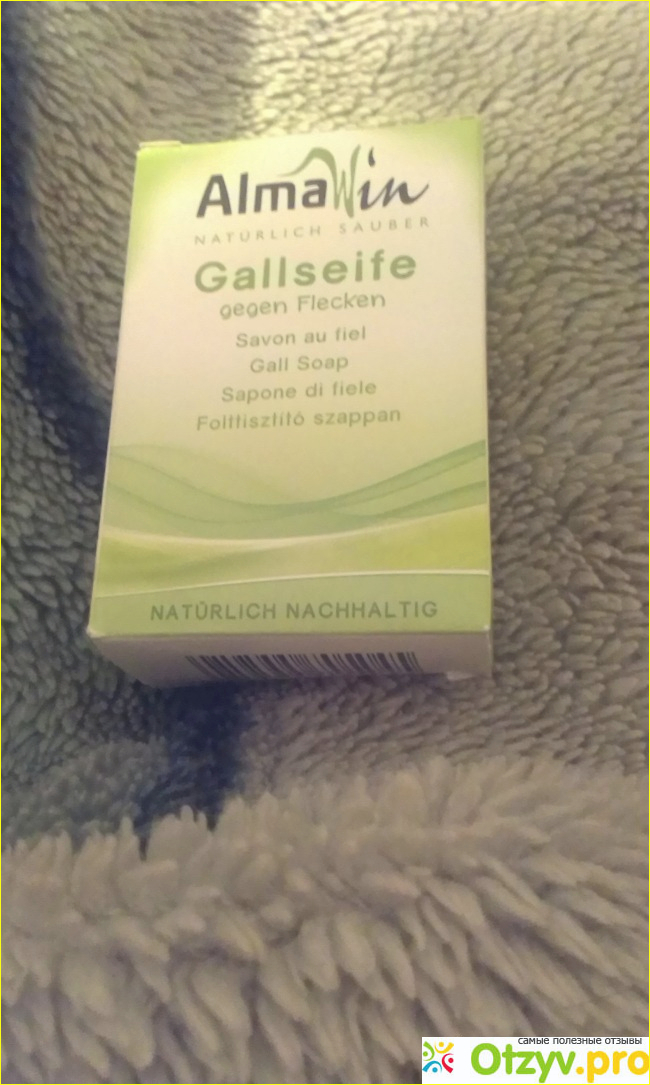 AlmaWin
NATÜRLICH SAUBER
Gallseife
gegen Flecken
Savon au fiel
Gall Soap
Sapone di fiele
Folttisztító szappan
NATÜRLICH NACHHALTIG
самые полезные отзывы
Otzyv.pro